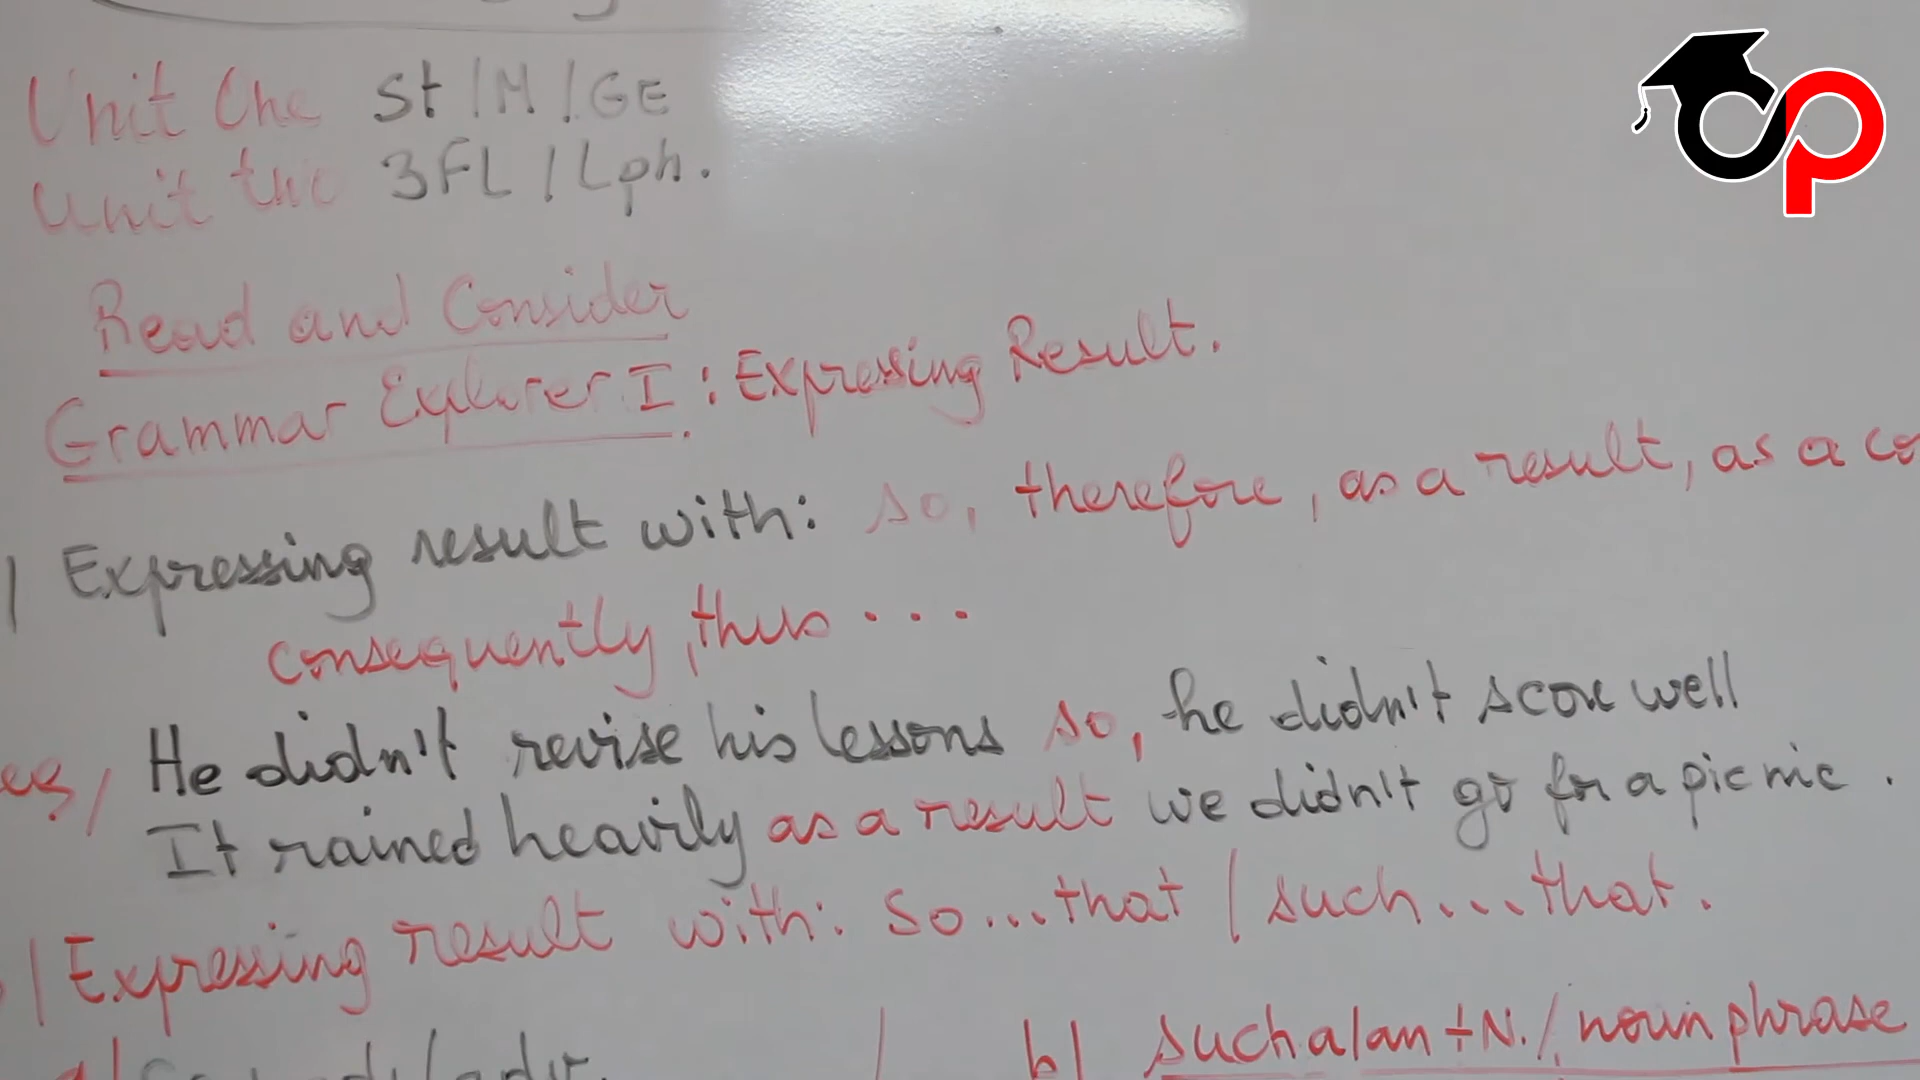 Unit One St/M/GE
Unit two 3FL/Lph.
Read and Consider
Grammar Explorer I: Expressing Result.
1 Expressing result with: so, therefore, as a result, as a co
consequently, thus ...
eg/ He didn't revise his lessons so, he didn't score well
It rained heavily as a result we didn't go for a picnic.
/ Expressing result with: so...that / such...that.
a/
b/ such a/an + N./noun phrase